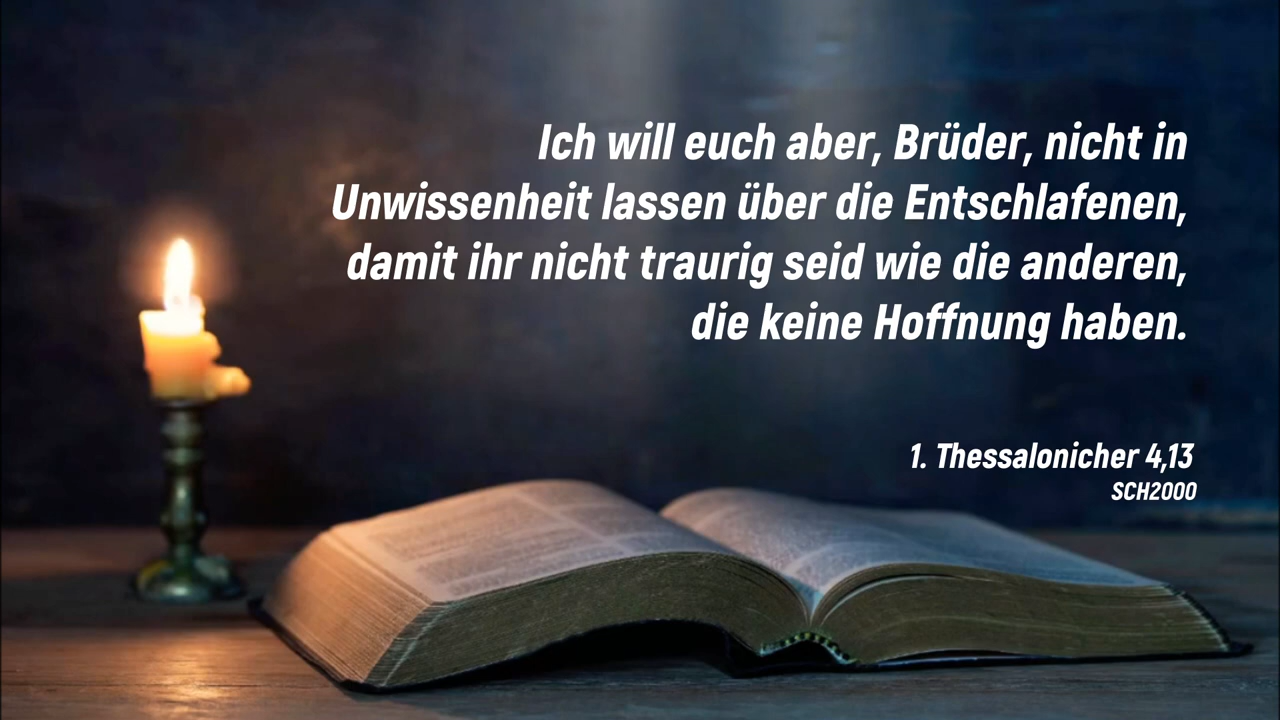 Ich will euch aber, Brüder, nicht in
Unwissenheit lassen über die Entschlafenen,
damit ihr nicht traurig seid wie die anderen,
die keine Hoffnung haben.
1. Thessalonicher 4,13
SCH2000